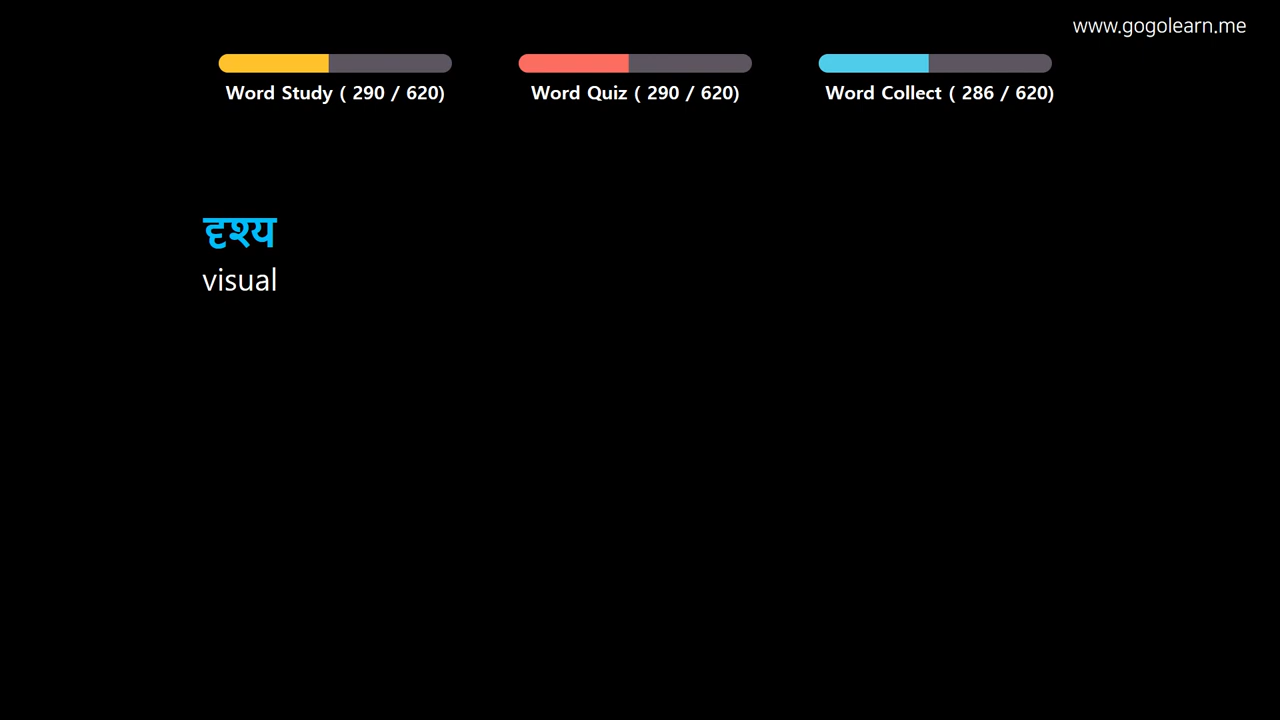 www.gogolearn.me
Word Study ( 290 / 620)
Word Quiz ( 290 / 620)
Word Collect ( 286 / 620)
दृश्य
visual